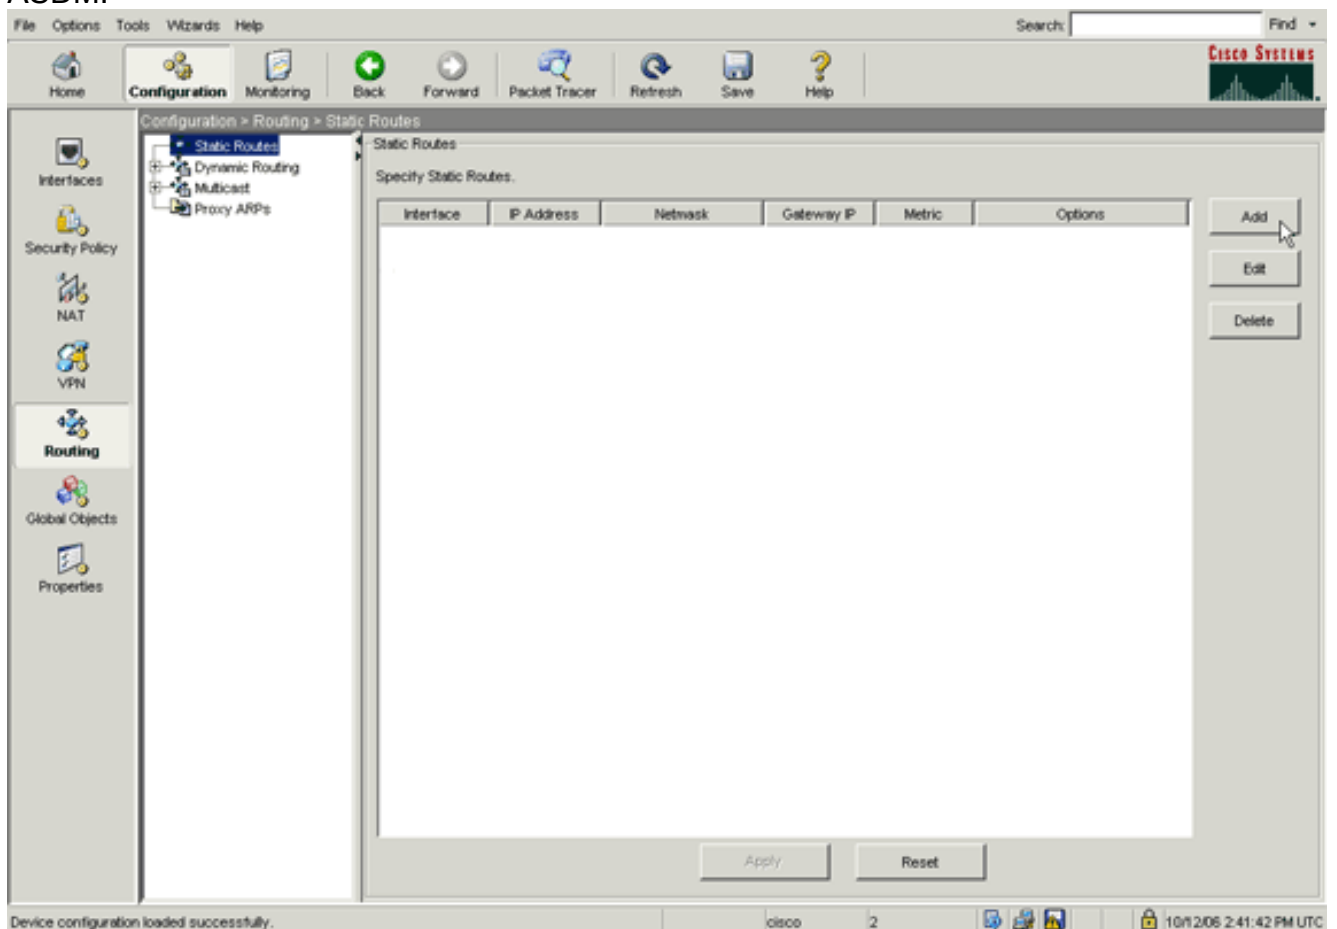 File Options Tools Wizards Help Search: Find
Home Configuration Monitoring Back Forward Packet Tracer Refresh Save Help
CISCO SYSTEMS
Configuration > Routing > Static Routes
Interfaces
Security Policy
NAT
VPN
Routing
Global Objects
Properties
Static Routes
Dynamic Routing
Multicast
Proxy ARPs
Static Routes
Specify Static Routes.
Interface IP Address Netmask Gateway IP Metric Options
Add
Edit
Delete
Apply Reset
Device configuration loaded successfully. cisco 2 10/12/06 2:41:42 PM UTC